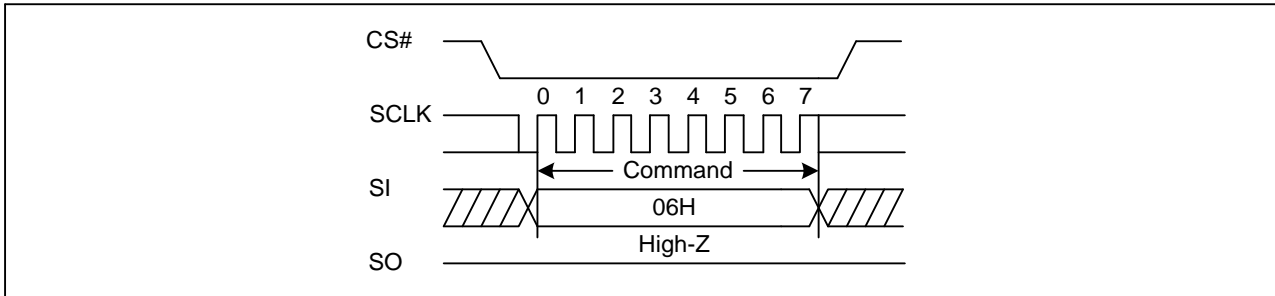 CS#
0 1 2 3 4 5 6 7
SCLK
Command
SI
06H
High-Z
SO